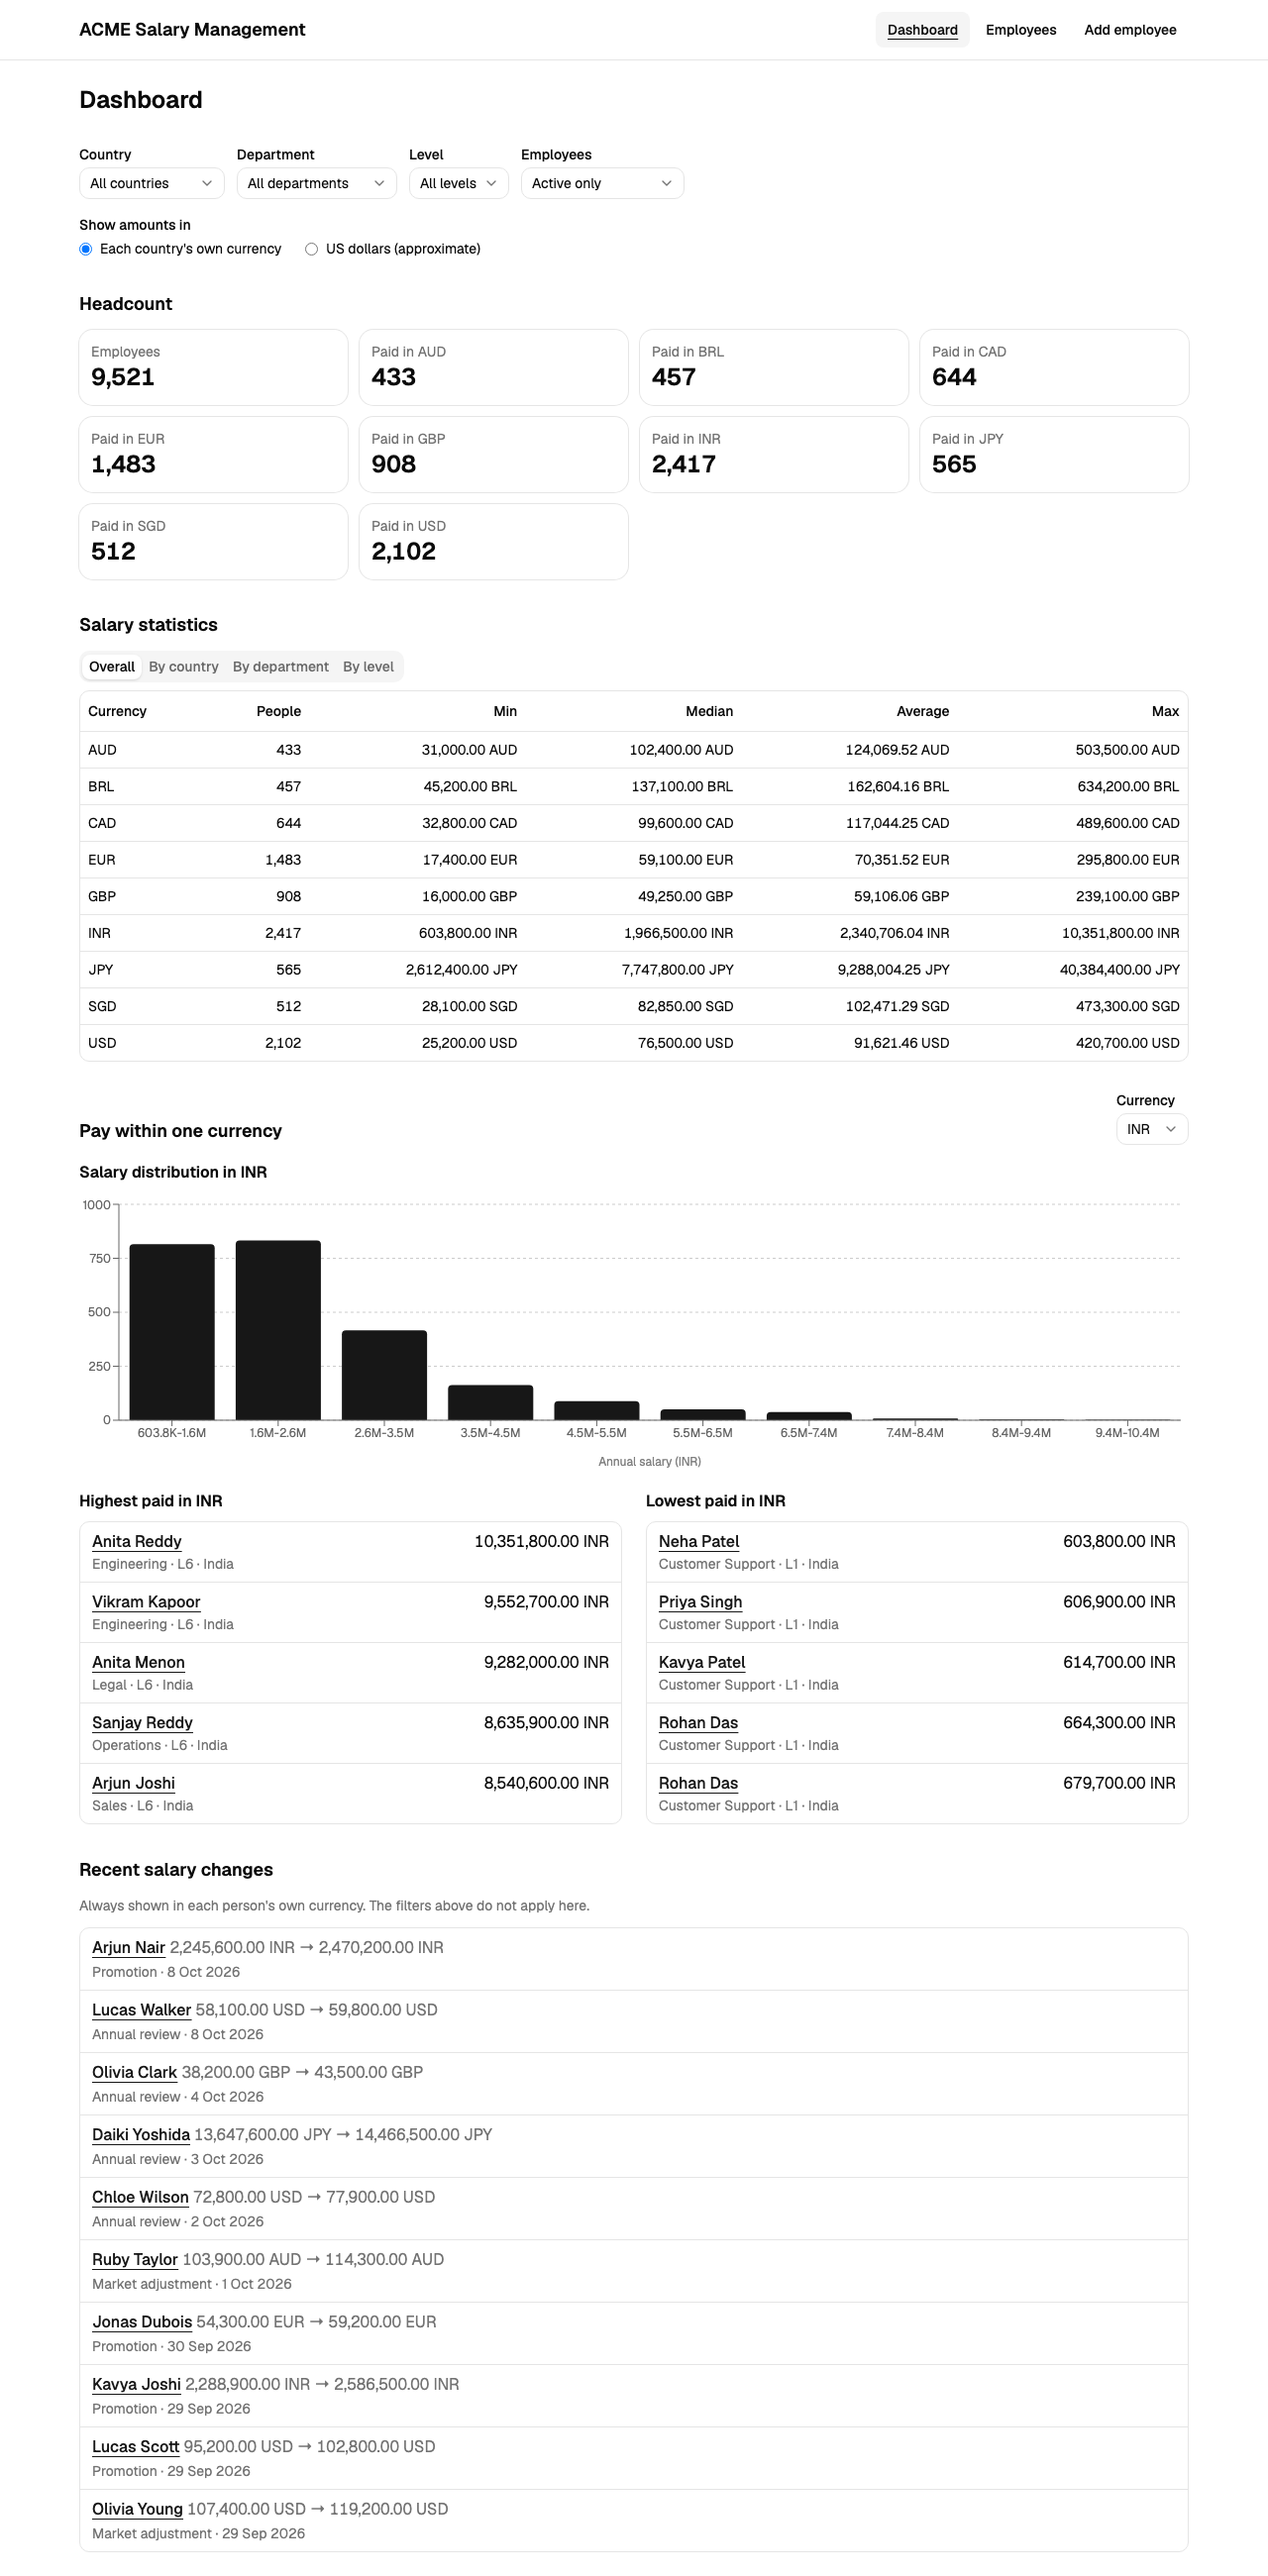 ACME Salary Management
Dashboard Employees Add employee
Dashboard
Country Department Level Employees
All countries All departments All levels Active only
Show amounts in
Each country's own currency US dollars (approximate)
Headcount
Employees Paid in AUD Paid in BRL Paid in CAD
9,521 433 457 644
Paid in EUR Paid in GBP Paid in INR Paid in JPY
1,483 908 2,417 565
Paid in SGD Paid in USD
512 2,102
Salary statistics
Overall By country By department By level
Currency People Min Median Average Max
AUD 433 31,000.00 AUD 102,400.00 AUD 124,069.52 AUD 503,500.00 AUD
BRL 457 45,200.00 BRL 137,100.00 BRL 162,604.16 BRL 634,200.00 BRL
CAD 644 32,800.00 CAD 99,600.00 CAD 117,044.25 CAD 489,600.00 CAD
EUR 1,483 17,400.00 EUR 59,100.00 EUR 70,351.52 EUR 295,800.00 EUR
GBP 908 16,000.00 GBP 49,250.00 GBP 59,106.06 GBP 239,100.00 GBP
INR 2,417 603,800.00 INR 1,966,500.00 INR 2,340,706.04 INR 10,351,800.00 INR
JPY 565 2,612,400.00 JPY 7,747,800.00 JPY 9,288,004.25 JPY 40,384,400.00 JPY
SGD 512 28,100.00 SGD 82,850.00 SGD 102,471.29 SGD 473,300.00 SGD
USD 2,102 25,200.00 USD 76,500.00 USD 91,621.46 USD 420,700.00 USD
Currency
Pay within one currency INR
Salary distribution in INR
1000
750
500
250
0
603.8K-1.6M 1.6M-2.6M 2.6M-3.5M 3.5M-4.5M 4.5M-5.5M 5.5M-6.5M 6.5M-7.4M 7.4M-8.4M 8.4M-9.4M 9.4M-10.4M
Annual salary (INR)
Highest paid in INR
Anita Reddy 10,351,800.00 INR
Engineering · L6 · India
Vikram Kapoor 9,552,700.00 INR
Engineering · L6 · India
Anita Menon 9,282,000.00 INR
Legal · L6 · India
Sanjay Reddy 8,635,900.00 INR
Operations · L6 · India
Arjun Joshi 8,540,600.00 INR
Sales · L6 · India
Lowest paid in INR
Neha Patel 603,800.00 INR
Customer Support · L1 · India
Priya Singh 606,900.00 INR
Customer Support · L1 · India
Kavya Patel 614,700.00 INR
Customer Support · L1 · India
Rohan Das 664,300.00 INR
Customer Support · L1 · India
Rohan Das 679,700.00 INR
Customer Support · L1 · India
Recent salary changes
Always shown in each person's own currency. The filters above do not apply here.
Arjun Nair 2,245,600.00 INR → 2,470,200.00 INR
Promotion · 8 Oct 2026
Lucas Walker 58,100.00 USD → 59,800.00 USD
Annual review · 8 Oct 2026
Olivia Clark 38,200.00 GBP → 43,500.00 GBP
Annual review · 4 Oct 2026
Daiki Yoshida 13,647,600.00 JPY → 14,466,500.00 JPY
Annual review · 3 Oct 2026
Chloe Wilson 72,800.00 USD → 77,900.00 USD
Annual review · 2 Oct 2026
Ruby Taylor 103,900.00 AUD → 114,300.00 AUD
Market adjustment · 1 Oct 2026
Jonas Dubois 54,300.00 EUR → 59,200.00 EUR
Promotion · 30 Sep 2026
Kavya Joshi 2,288,900.00 INR → 2,586,500.00 INR
Promotion · 29 Sep 2026
Lucas Scott 95,200.00 USD → 102,800.00 USD
Promotion · 29 Sep 2026
Olivia Young 107,400.00 USD → 119,200.00 USD
Market adjustment · 29 Sep 2026